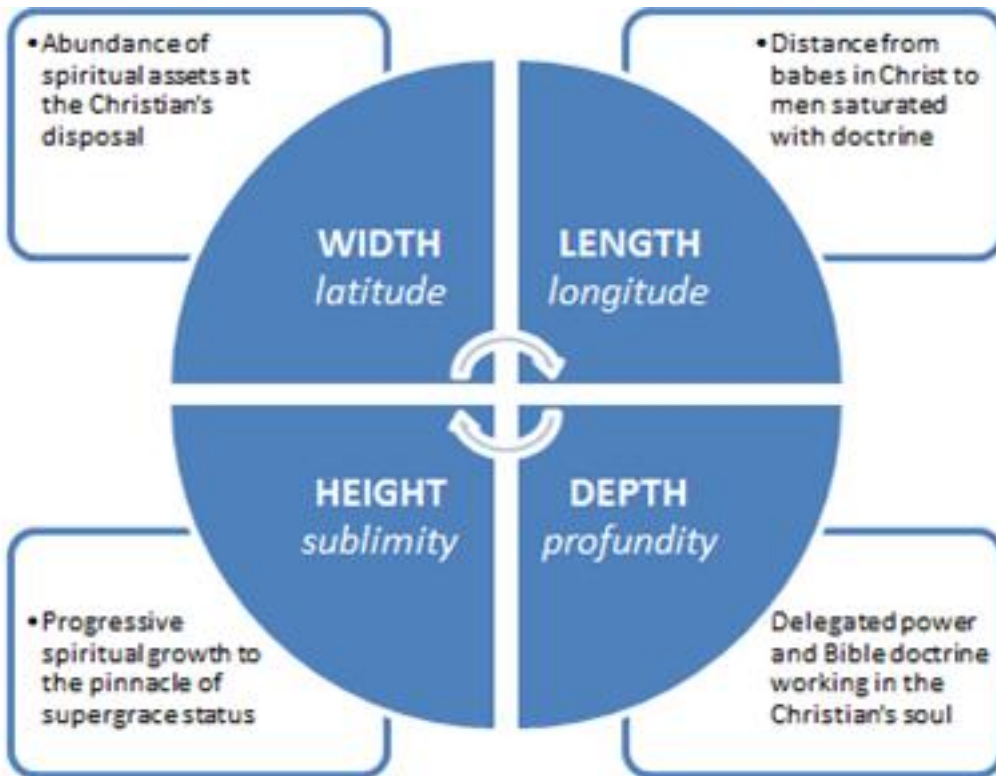 •Abundance of
spiritual assets at
the Christian's
disposal
•Distance from
babes in Christ to
men saturated
with doctrine
WIDTH
latitude
LENGTH
longitude
HEIGHT
sublimity
DEPTH
profundity
•Progressive
spiritual growth to
the pinnacle of
supergrace status
Delegated power
and Bible doctrine
working in the
Christian's soul